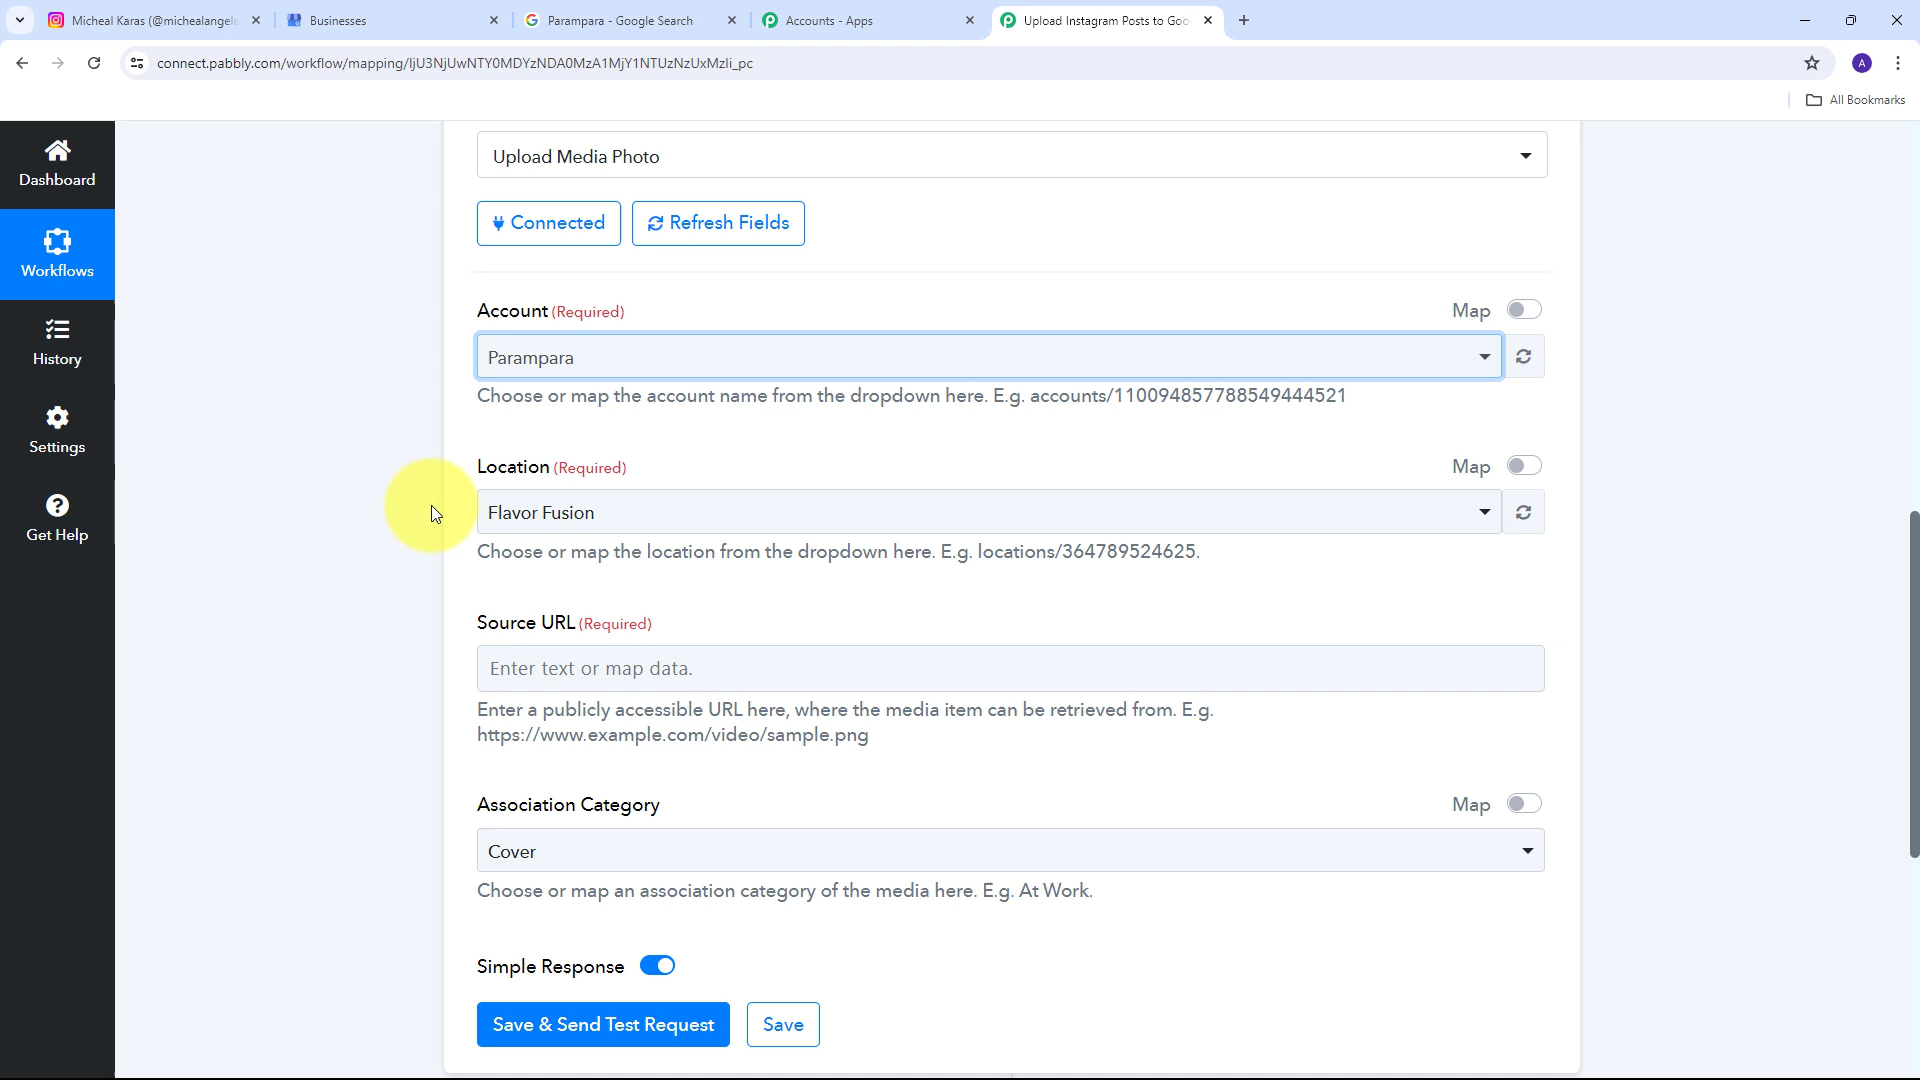 Micheal Karas (@michealangelo
Businesses
Parampara - Google Search
Accounts - Apps
Upload Instagram Posts to Goo
connect.pabbly.com/workflow/mapping/IjU3NjUwNTY0MDYzNDA0MzA1MjY1NTUzNzUxMzIi_pc
A
All Bookmarks
Dashboard
Workflows
History
Settings
Get Help
Upload Media Photo
Connected
Refresh Fields
Account (Required)
Map
Parampara
Choose or map the account name from the dropdown here. E.g. accounts/110094857788549444521
Location (Required)
Map
Flavor Fusion
Choose or map the location from the dropdown here. E.g. locations/364789524625.
Source URL (Required)
Enter text or map data.
Enter a publicly accessible URL here, where the media item can be retrieved from. E.g.
https://www.example.com/video/sample.png
Association Category
Map
Cover
Choose or map an association category of the media here. E.g. At Work.
Simple Response
Save & Send Test Request
Save